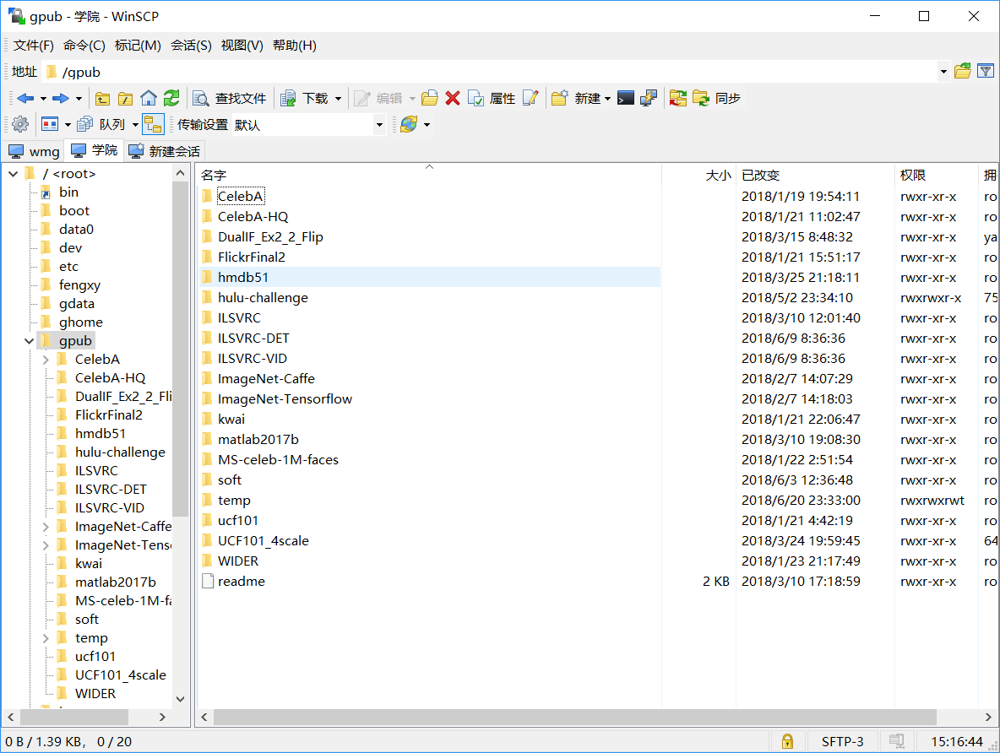 gpub - 学院 - WinSCP
文件(F) 命令(C) 标记(M) 会话(S) 视图(V) 帮助(H)
地址 /gpub
查找文件 下载 编辑 属性 新建 同步
队列 传输设置 默认
wmg 学院 新建会话
/ <root>
bin
boot
data0
dev
etc
fengxy
gdata
ghome
gpub
CelebA
CelebA-HQ
DualIF_Ex2_2_Fli
FlickrFinal2
hmdb51
hulu-challenge
ILSVRC
ILSVRC-DET
ILSVRC-VID
ImageNet-Caffe
ImageNet-Tens
kwai
matlab2017b
MS-celeb-1M-fa
soft
temp
ucf101
UCF101_4scale
WIDER
名字 大小 已改变 权限 拥
CelebA 2018/1/19 19:54:11 rwxr-xr-x ro
CelebA-HQ 2018/1/21 11:02:47 rwxr-xr-x ro
DualIF_Ex2_2_Flip 2018/3/15 8:48:32 rwxr-xr-x ya
FlickrFinal2 2018/1/21 15:51:17 rwxr-xr-x ro
hmdb51 2018/3/25 21:18:11 rwxr-xr-x ro
hulu-challenge 2018/5/2 23:34:10 rwxrwxr-x 75
ILSVRC 2018/3/10 12:01:40 rwxr-xr-x ro
ILSVRC-DET 2018/6/9 8:36:36 rwxr-xr-x ro
ILSVRC-VID 2018/6/9 8:36:36 rwxr-xr-x ro
ImageNet-Caffe 2018/2/7 14:07:29 rwxr-xr-x ro
ImageNet-Tensorflow 2018/2/7 14:18:03 rwxr-xr-x ro
kwai 2018/1/21 22:06:47 rwxr-xr-x ro
matlab2017b 2018/3/10 19:08:30 rwxr-xr-x ro
MS-celeb-1M-faces 2018/1/22 2:51:54 rwxr-xr-x ro
soft 2018/6/3 12:36:48 rwxr-xr-x ro
temp 2018/6/20 23:33:00 rwxrwxrwt ro
ucf101 2018/1/21 4:42:19 rwxr-xr-x ro
UCF101_4scale 2018/3/24 19:59:45 rwxr-xr-x 64
WIDER 2018/1/23 21:17:49 rwxr-xr-x ro
readme 2 KB 2018/3/10 17:18:59 rwxr-xr-x ro
0 B / 1.39 KB, 0 / 20 SFTP-3 15:16:44